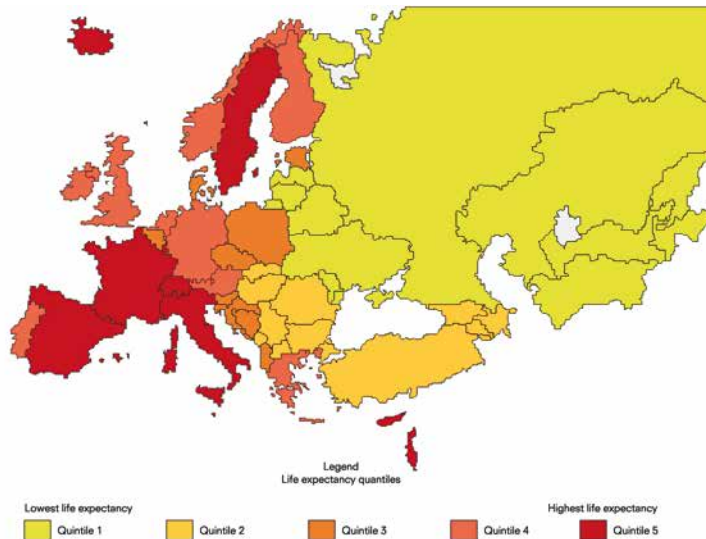 Legend
Life expectancy quantiles
Lowest life expectancy
Highest life expectancy
Quintile 1
Quintile 2
Quintile 3
Quintile 4
Quintile 5